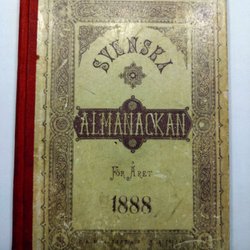 SVENSKA
ALMANACKAN
FÖR ÅRET
1888